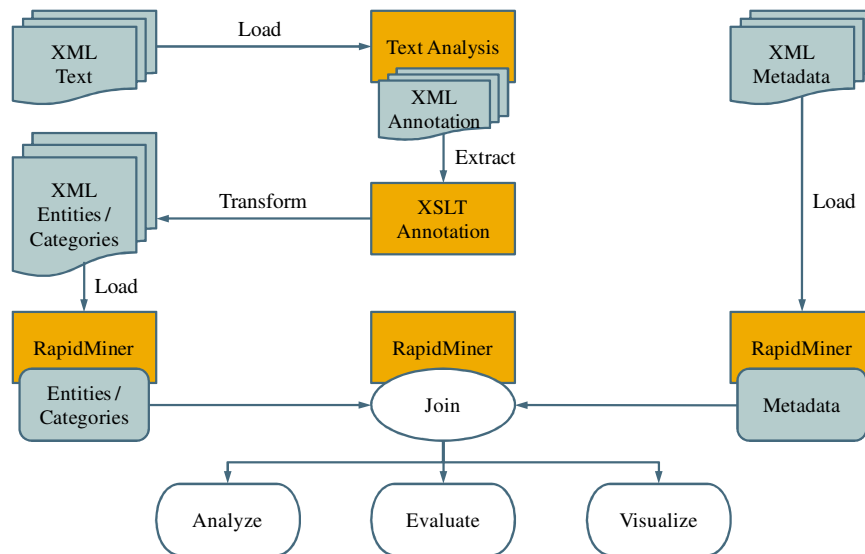 XML
Text
Load
Text Analysis
XML
Metadata
XML
Annotation
Extract
XML
Entities /
Categories
Transform
XSLT
Annotation
Load
Load
RapidMiner
RapidMiner
RapidMiner
Entities /
Categories
Join
Metadata
Analyze
Evaluate
Visualize